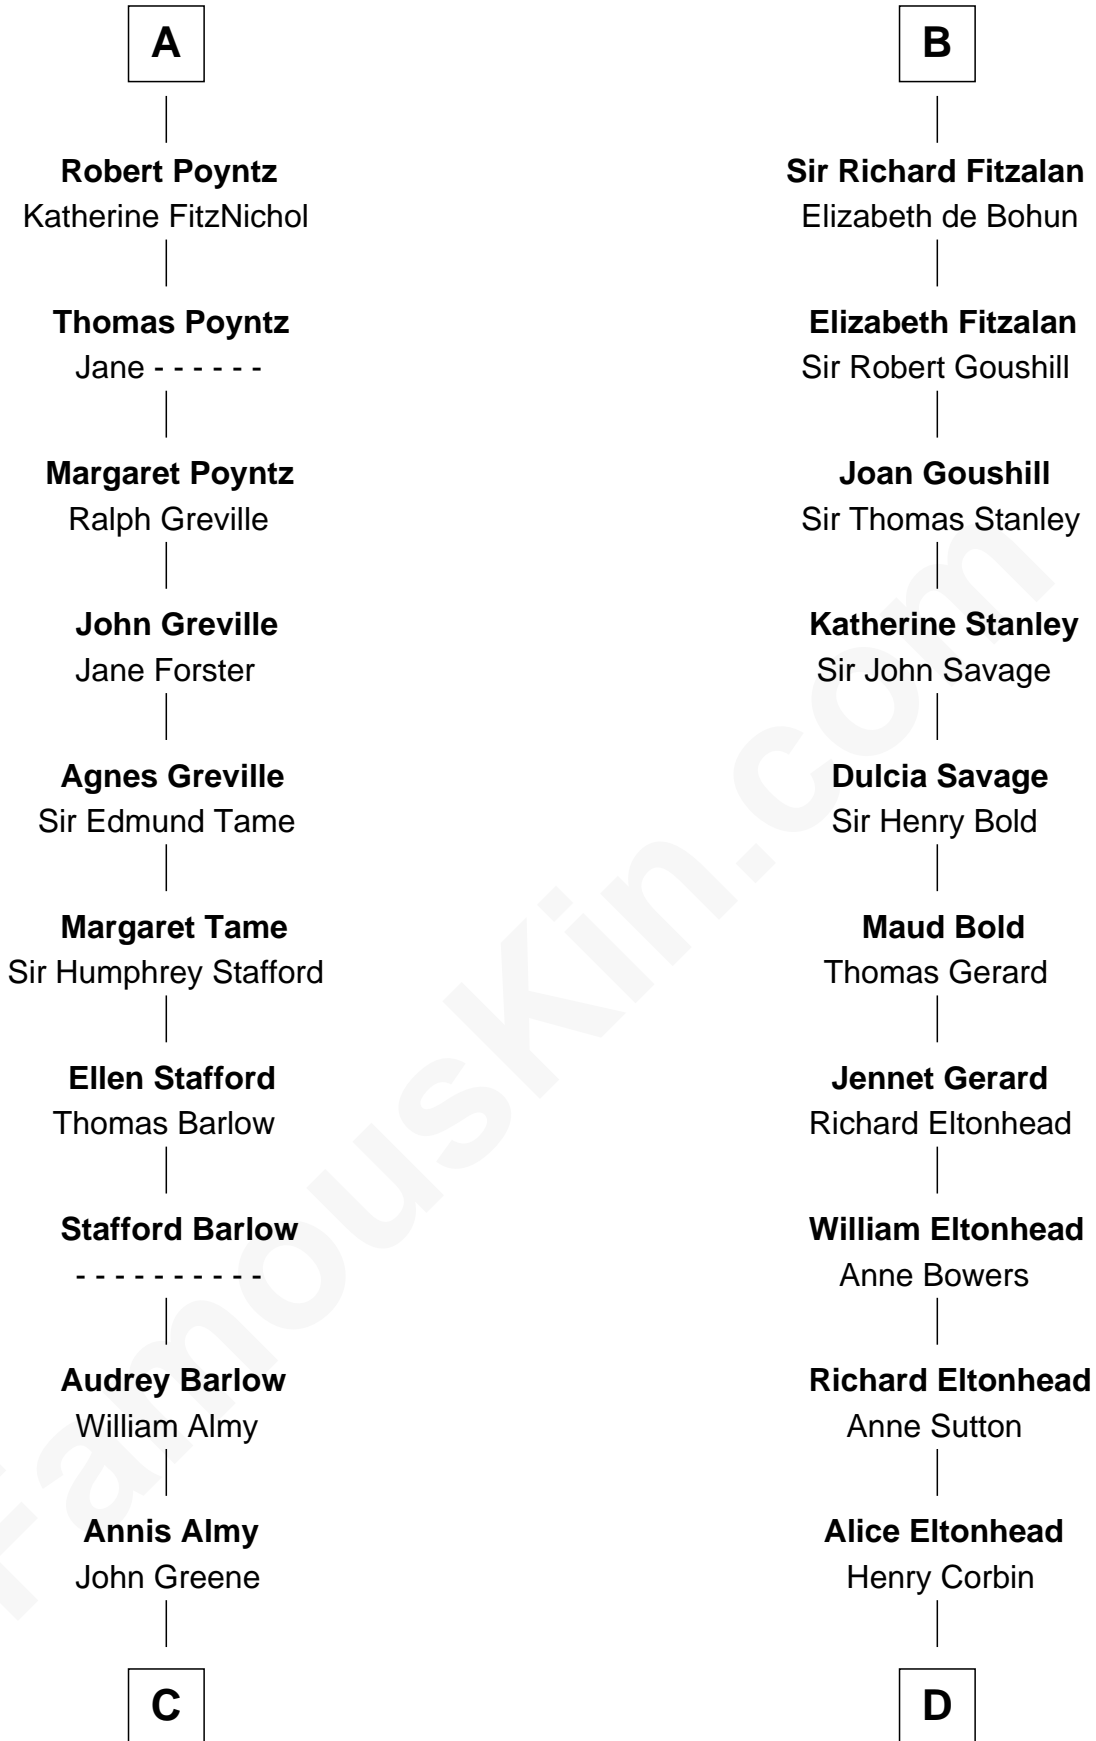 A
Robert Poyntz
Katherine FitzNichol
Thomas Poyntz
Jane - - - - - -
Margaret Poyntz
Ralph Greville
John Greville
Jane Forster
Agnes Greville
Sir Edmund Tame
Margaret Tame
Sir Humphrey Stafford
Ellen Stafford
Thomas Barlow
Stafford Barlow
- - - - - - - - - -
Audrey Barlow
William Almy
Annis Almy
John Greene
C
B
Sir Richard Fitzalan
Elizabeth de Bohun
Elizabeth Fitzalan
Sir Robert Goushill
Joan Goushill
Sir Thomas Stanley
Katherine Stanley
Sir John Savage
Dulcia Savage
Sir Henry Bold
Maud Bold
Thomas Gerard
Jennet Gerard
Richard Eltonhead
William Eltonhead
Anne Bowers
Richard Eltonhead
Anne Sutton
Alice Eltonhead
Henry Corbin
D
FamousKin.com